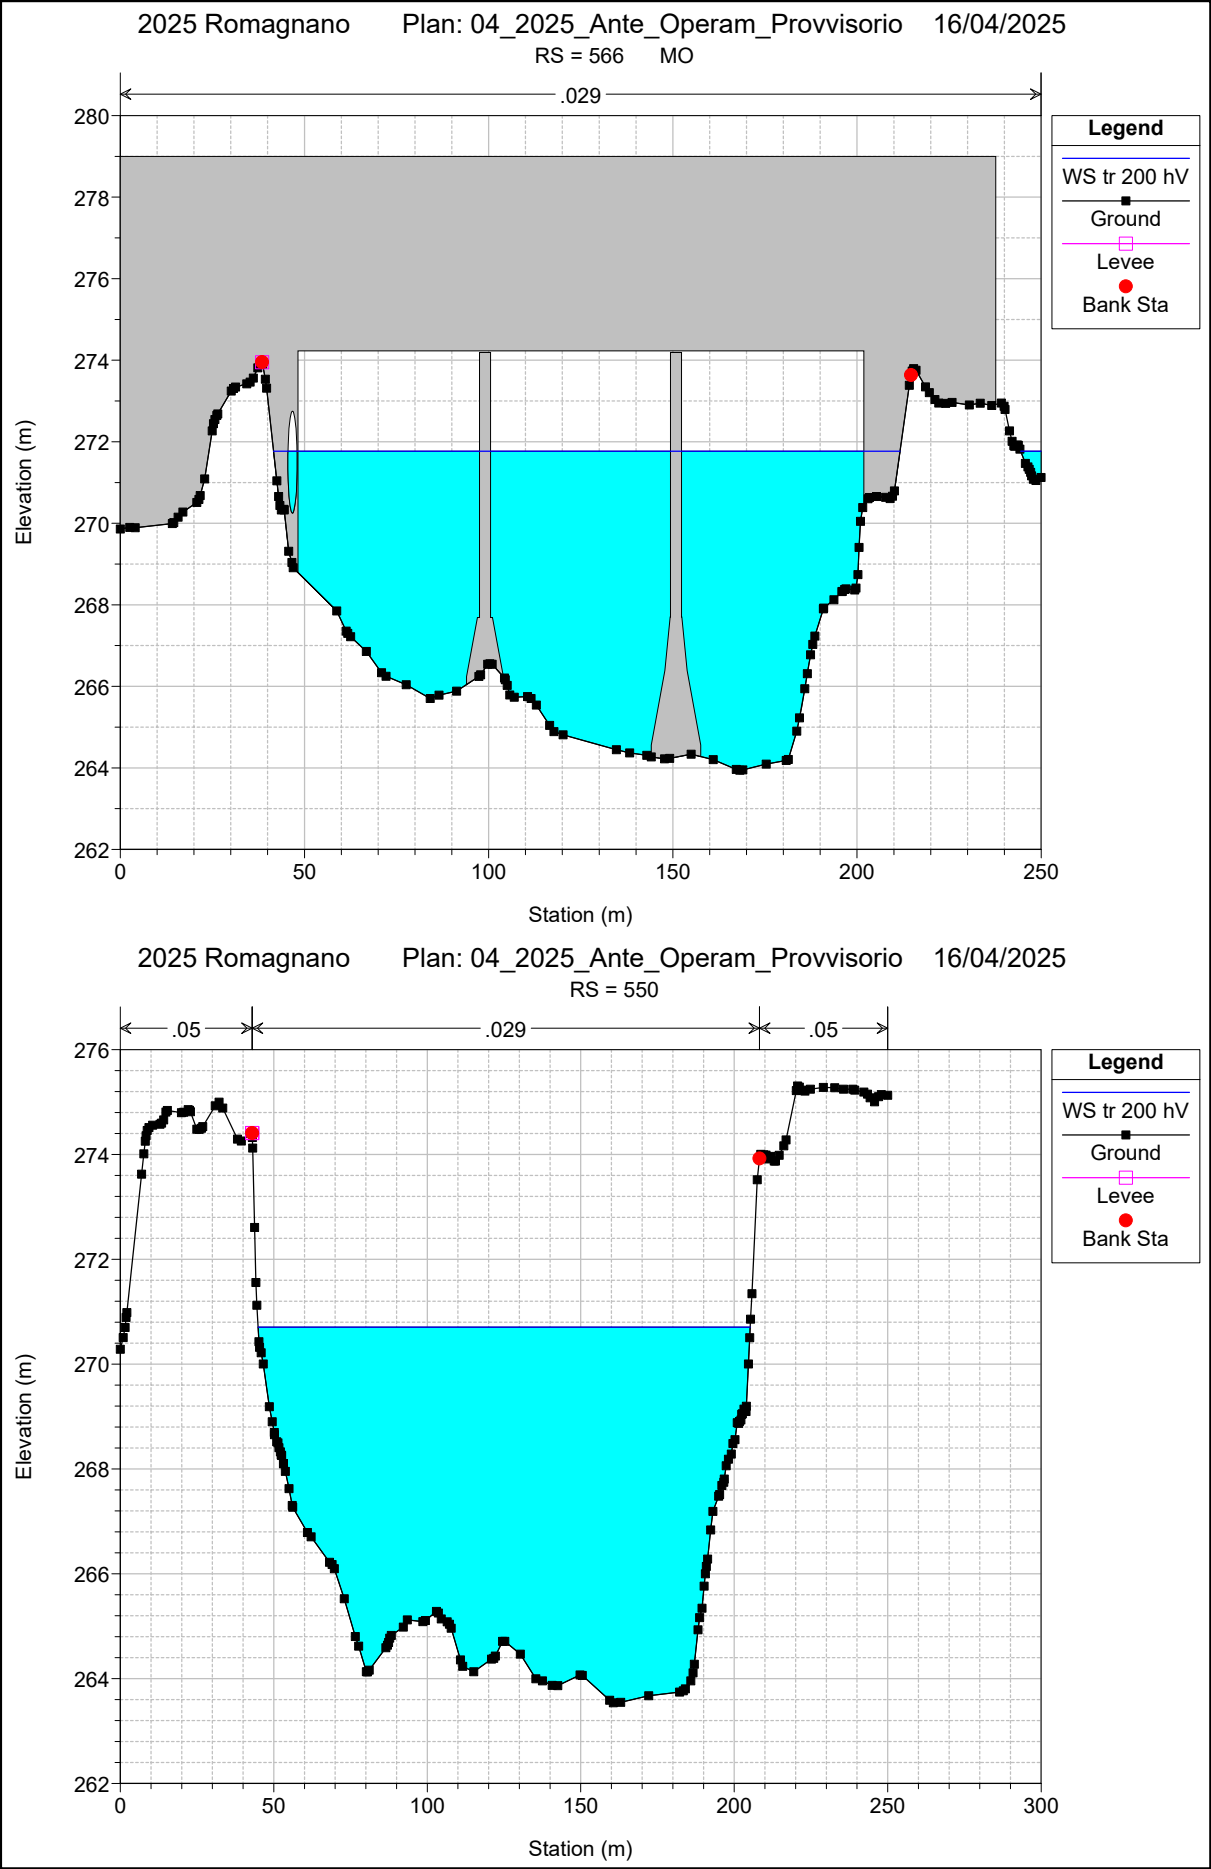 2025 Romagnano Plan: 04_2025_Ante_Operam_Provvisorio 16/04/2025
RS = 566 MO
.029
280
278
276
274
272
270
268
266
264
262
Elevation (m)
0 50 100 150 200 250
Station (m)
Legend
WS tr 200 hV
Ground
Levee
Bank Sta
2025 Romagnano Plan: 04_2025_Ante_Operam_Provvisorio 16/04/2025
RS = 550
.05 .029 .05
276
274
272
270
268
266
264
262
Elevation (m)
0 50 100 150 200 250 300
Station (m)
Legend
WS tr 200 hV
Ground
Levee
Bank Sta